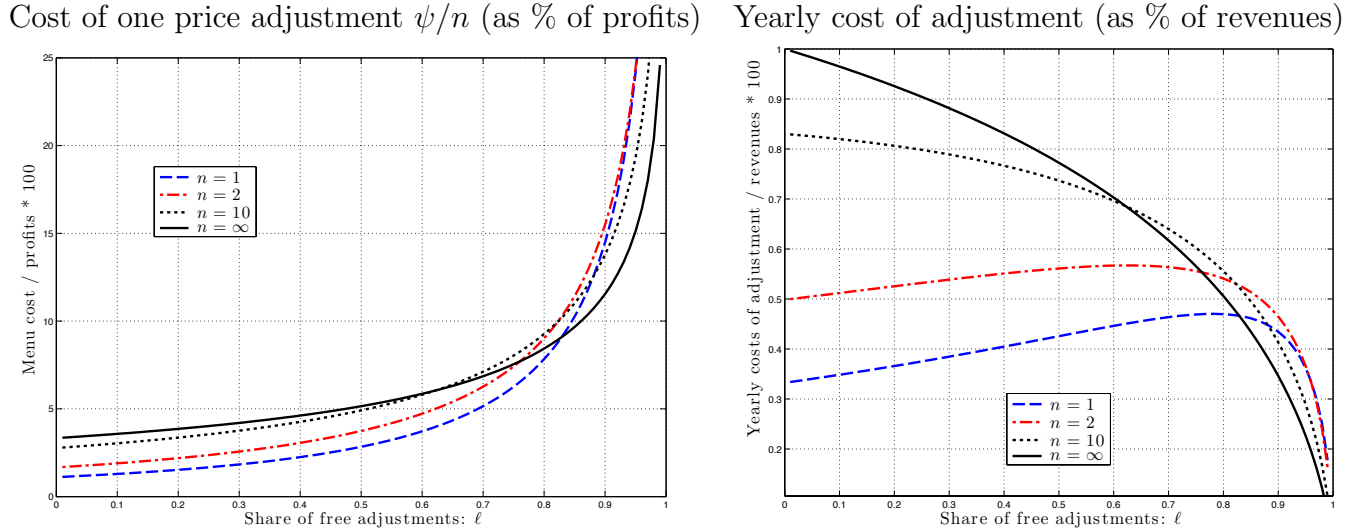 Cost of one price adjustment ψ/n (as % of profits)
25
20
15
10
5
0
Menu cost / profits * 100
n = 1
n = 2
n = 10
n = ∞
0 0.1 0.2 0.3 0.4 0.5 0.6 0.7 0.8 0.9 1
Share of free adjustments: ℓ
Yearly cost of adjustment (as % of revenues)
1
0.9
0.8
0.7
0.6
0.5
0.4
0.3
0.2
Yearly costs of adjustment / revenues * 100
n = 1
n = 2
n = 10
n = ∞
0 0.1 0.2 0.3 0.4 0.5 0.6 0.7 0.8 0.9 1
Share of free adjustments: ℓ